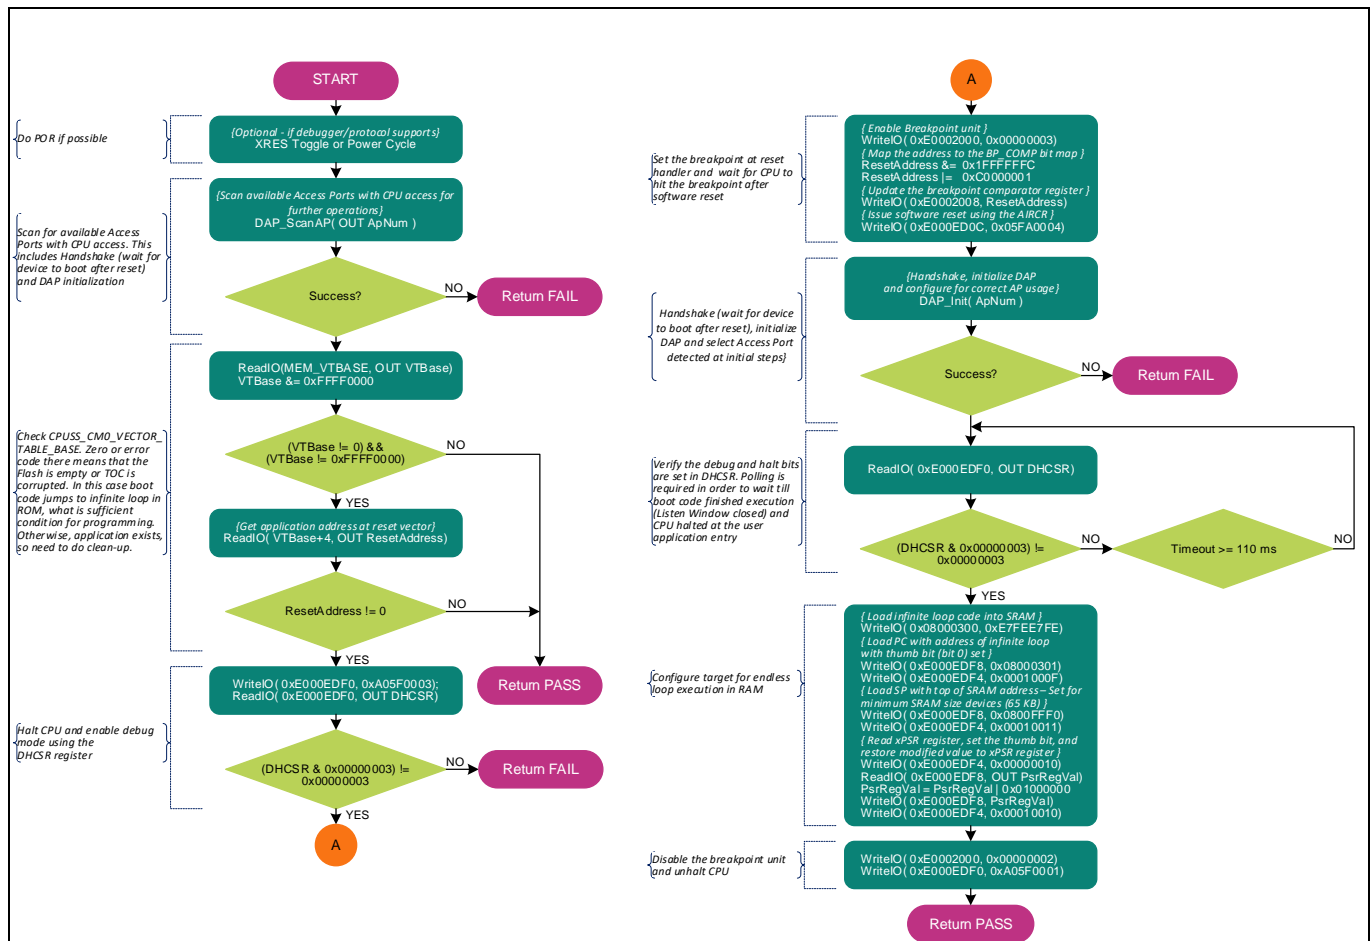 START
{Do POR if possible
{Optional - if debugger/protocol supports}
XRES Toggle or Power Cycle
{Scan available Access Ports with CPU access for
further operations}
DAP_ScanAP( OUT ApNum )
Scan for available Access
Ports with CPU access. This
includes Handshake (wait for
device to boot after reset)
and DAP initialization
Success?
NO
Return FAIL
ReadIO(MEM_VTBASE, OUT VTBase)
VTBase &= 0xFFFF0000
Check CPUSS_CM0_VECTOR_
TABLE_BASE. Zero or error
code there means that the
Flash is empty or TOC is
corrupted. In this case boot
code jumps to infinite loop in
ROM, what is sufficient
condition for programming.
Otherwise, application exists,
so need to do clean-up.
(VTBase != 0) &&
(VTBase != 0xFFFF0000)
NO
YES
{Get application address at reset vector}
ReadIO( VTBase+4, OUT ResetAddress)
ResetAddress != 0
NO
YES
Return PASS
WriteIO( 0xE000EDF0, 0xA05F0003);
ReadIO( 0xE000EDF0, OUT DHCSR)
Halt CPU and enable debug
mode using the
DHCSR register
(DHCSR & 0x00000003) !=
0x00000003
NO
Return FAIL
YES
A
A
Set the breakpoint at reset
handler and wait for CPU to
hit the breakpoint after
software reset
{ Enable Breakpoint unit }
WriteIO( 0xE0002000, 0x00000003)
{ Map the address to the BP_COMP bit map }
ResetAddress &= 0x1FFFFFFC
ResetAddress |= 0xC0000001
{ Update the breakpoint comparator register }
WriteIO( 0xE0002008, ResetAddress)
{ Issue software reset using the AIRCR }
WriteIO( 0xE000ED0C, 0x05FA0004)
{Handshake, initialize DAP
and configure for correct AP usage}
DAP_Init( ApNum )
Handshake (wait for device
to boot after reset), initialize
DAP and select Access Port
detected at initial steps}
Success?
NO
Return FAIL
ReadIO( 0xE000EDF0, OUT DHCSR)
Verify the debug and halt bits
are set in DHCSR. Polling is
required in order to wait till
boot code finished execution
(Listen Window closed) and
CPU halted at the user
application entry
(DHCSR & 0x00000003) !=
0x00000003
NO
Timeout >= 110 ms
NO
YES
Configure target for endless
loop execution in RAM
{ Load infinite loop code into SRAM }
WriteIO( 0x08000300, 0xE7FEE7FE)
{ Load PC with address of infinite loop
with thumb bit (bit 0) set }
WriteIO( 0xE000EDF8, 0x08000301)
WriteIO( 0xE000EDF4, 0x0001000F)
{ Load SP with top of SRAM address – Set for
minimum SRAM size devices (65 KB) }
WriteIO( 0xE000EDF8, 0x0800FFF0)
WriteIO( 0xE000EDF4, 0x00010011)
{ Read xPSR register, set the thumb bit, and
restore modified value to xPSR register }
WriteIO( 0xE000EDF4, 0x00000010)
ReadIO( 0xE000EDF8, OUT PsrRegVal)
PsrRegVal = PsrRegVal | 0x01000000
WriteIO( 0xE000EDF8, PsrRegVal)
WriteIO( 0xE000EDF4, 0x00010010)
Disable the breakpoint unit
and unhalt CPU
WriteIO( 0xE0002000, 0x00000002)
WriteIO( 0xE000EDF0, 0xA05F0001)
Return PASS